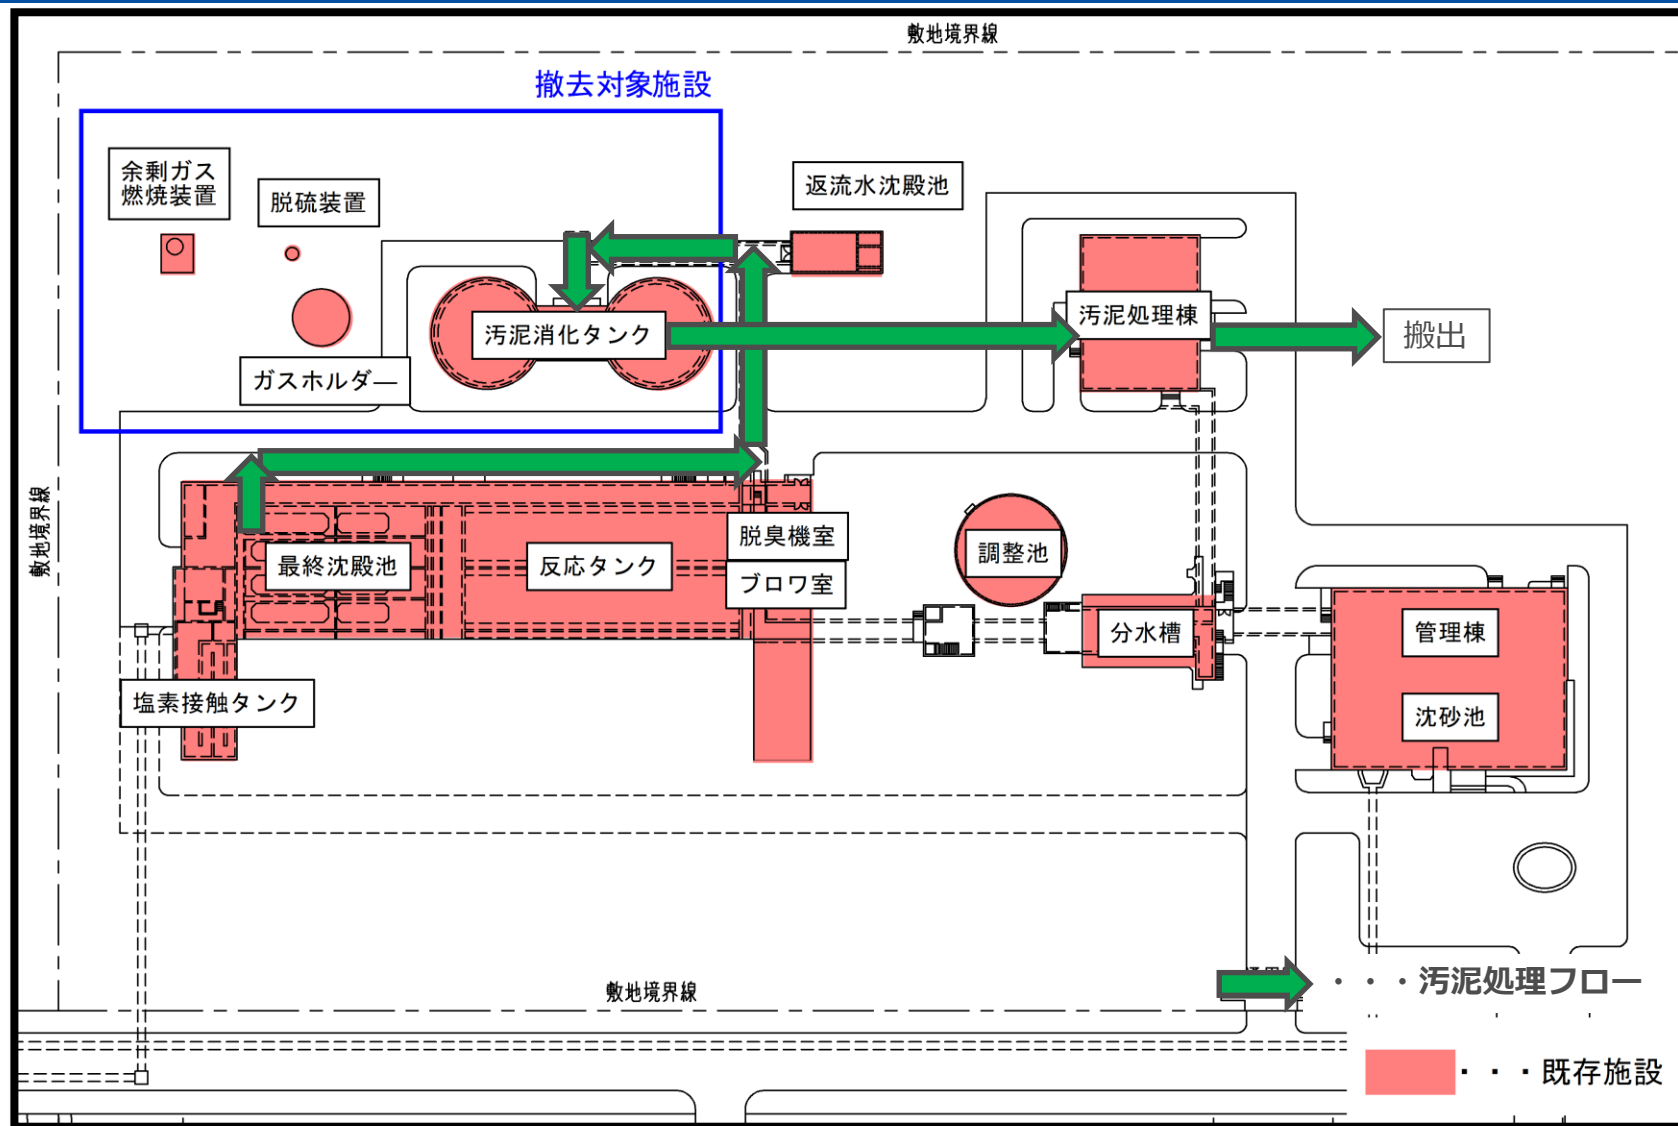 敷地境界線
撤去対象施設
余剰ガス
燃焼装置
脱硫装置
返流水沈殿池
汚泥処理棟
汚泥消化タンク
搬出
ガスホルダ―
敷地境界線
脱臭機室
調整池
最終沈殿池
反応タンク
ブロワ室
分水槽
管理棟
塩素接触タンク
沈砂池
敷地境界線
・・・汚泥処理フロー
・・・既存施設